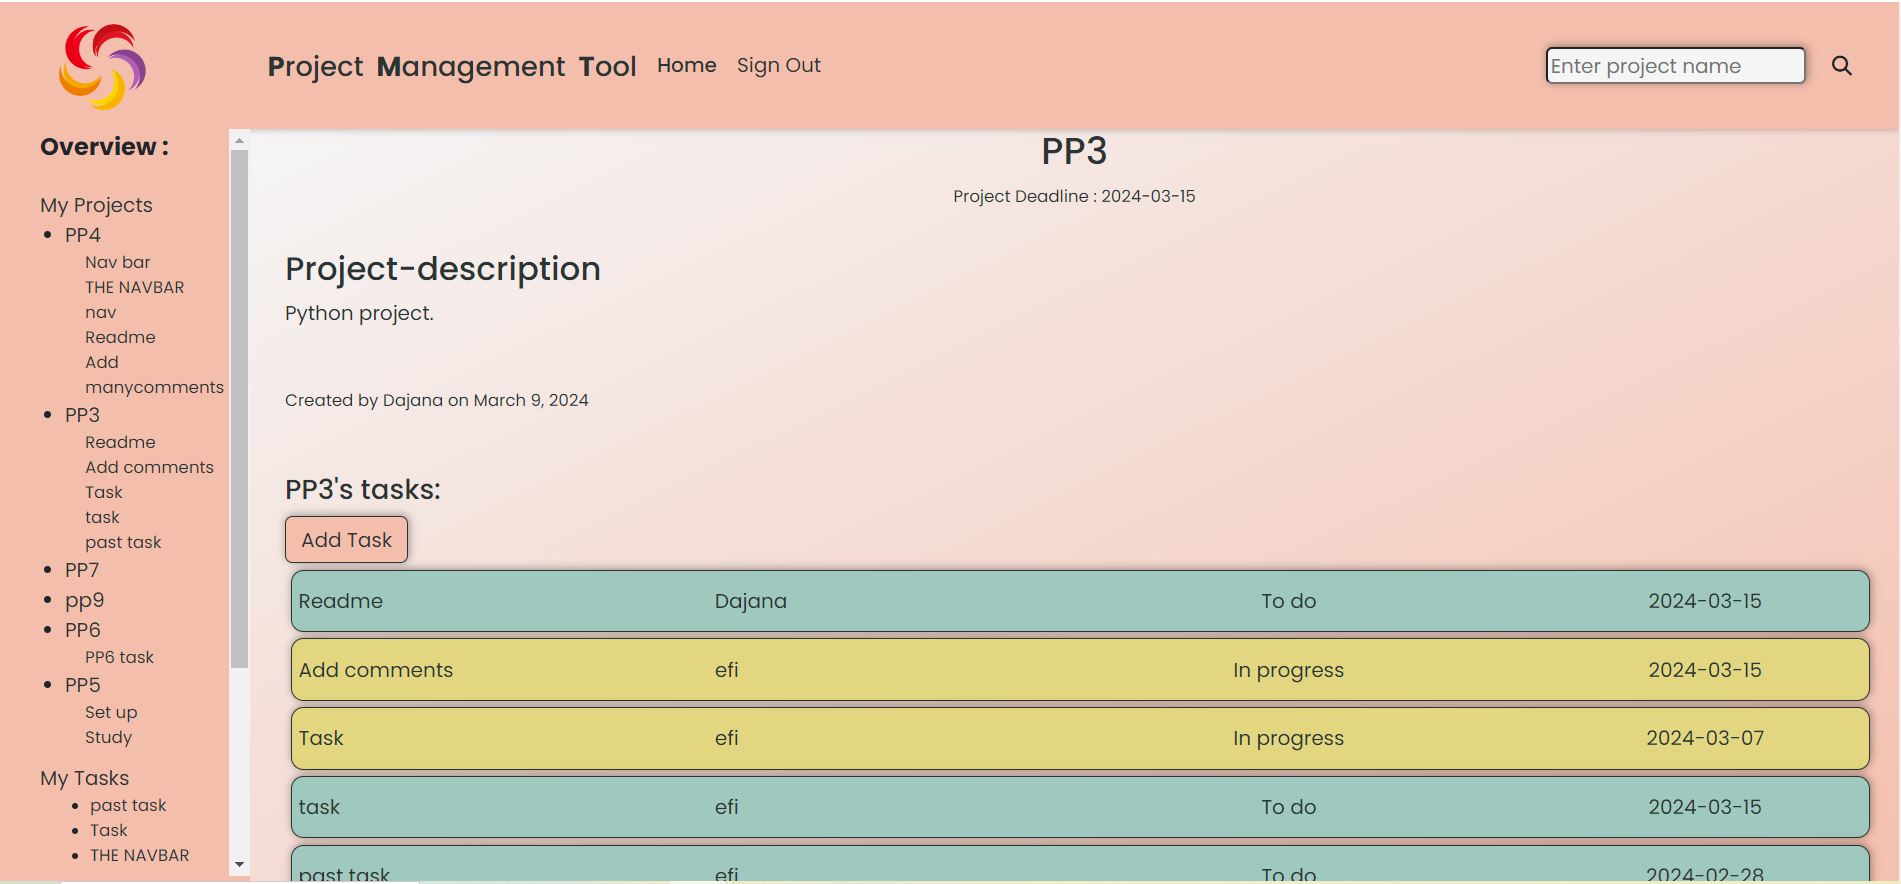 Project Management Tool Home Sign Out
Enter project name
Overview :
My Projects
PP4
Nav bar
THE NAVBAR
nav
Readme
Add
manycomments
PP3
Readme
Add comments
Task
task
past task
PP7
pp9
PP6
PP6 task
PP5
Set up
Study
My Tasks
past task
Task
THE NAVBAR
PP3
Project Deadline : 2024-03-15
Project-description
Python project.
Created by Dajana on March 9, 2024
PP3's tasks:
Add Task
Readme Dajana To do 2024-03-15
Add comments efi In progress 2024-03-15
Task efi In progress 2024-03-07
task efi To do 2024-03-15
past task efi To do 2024-02-28